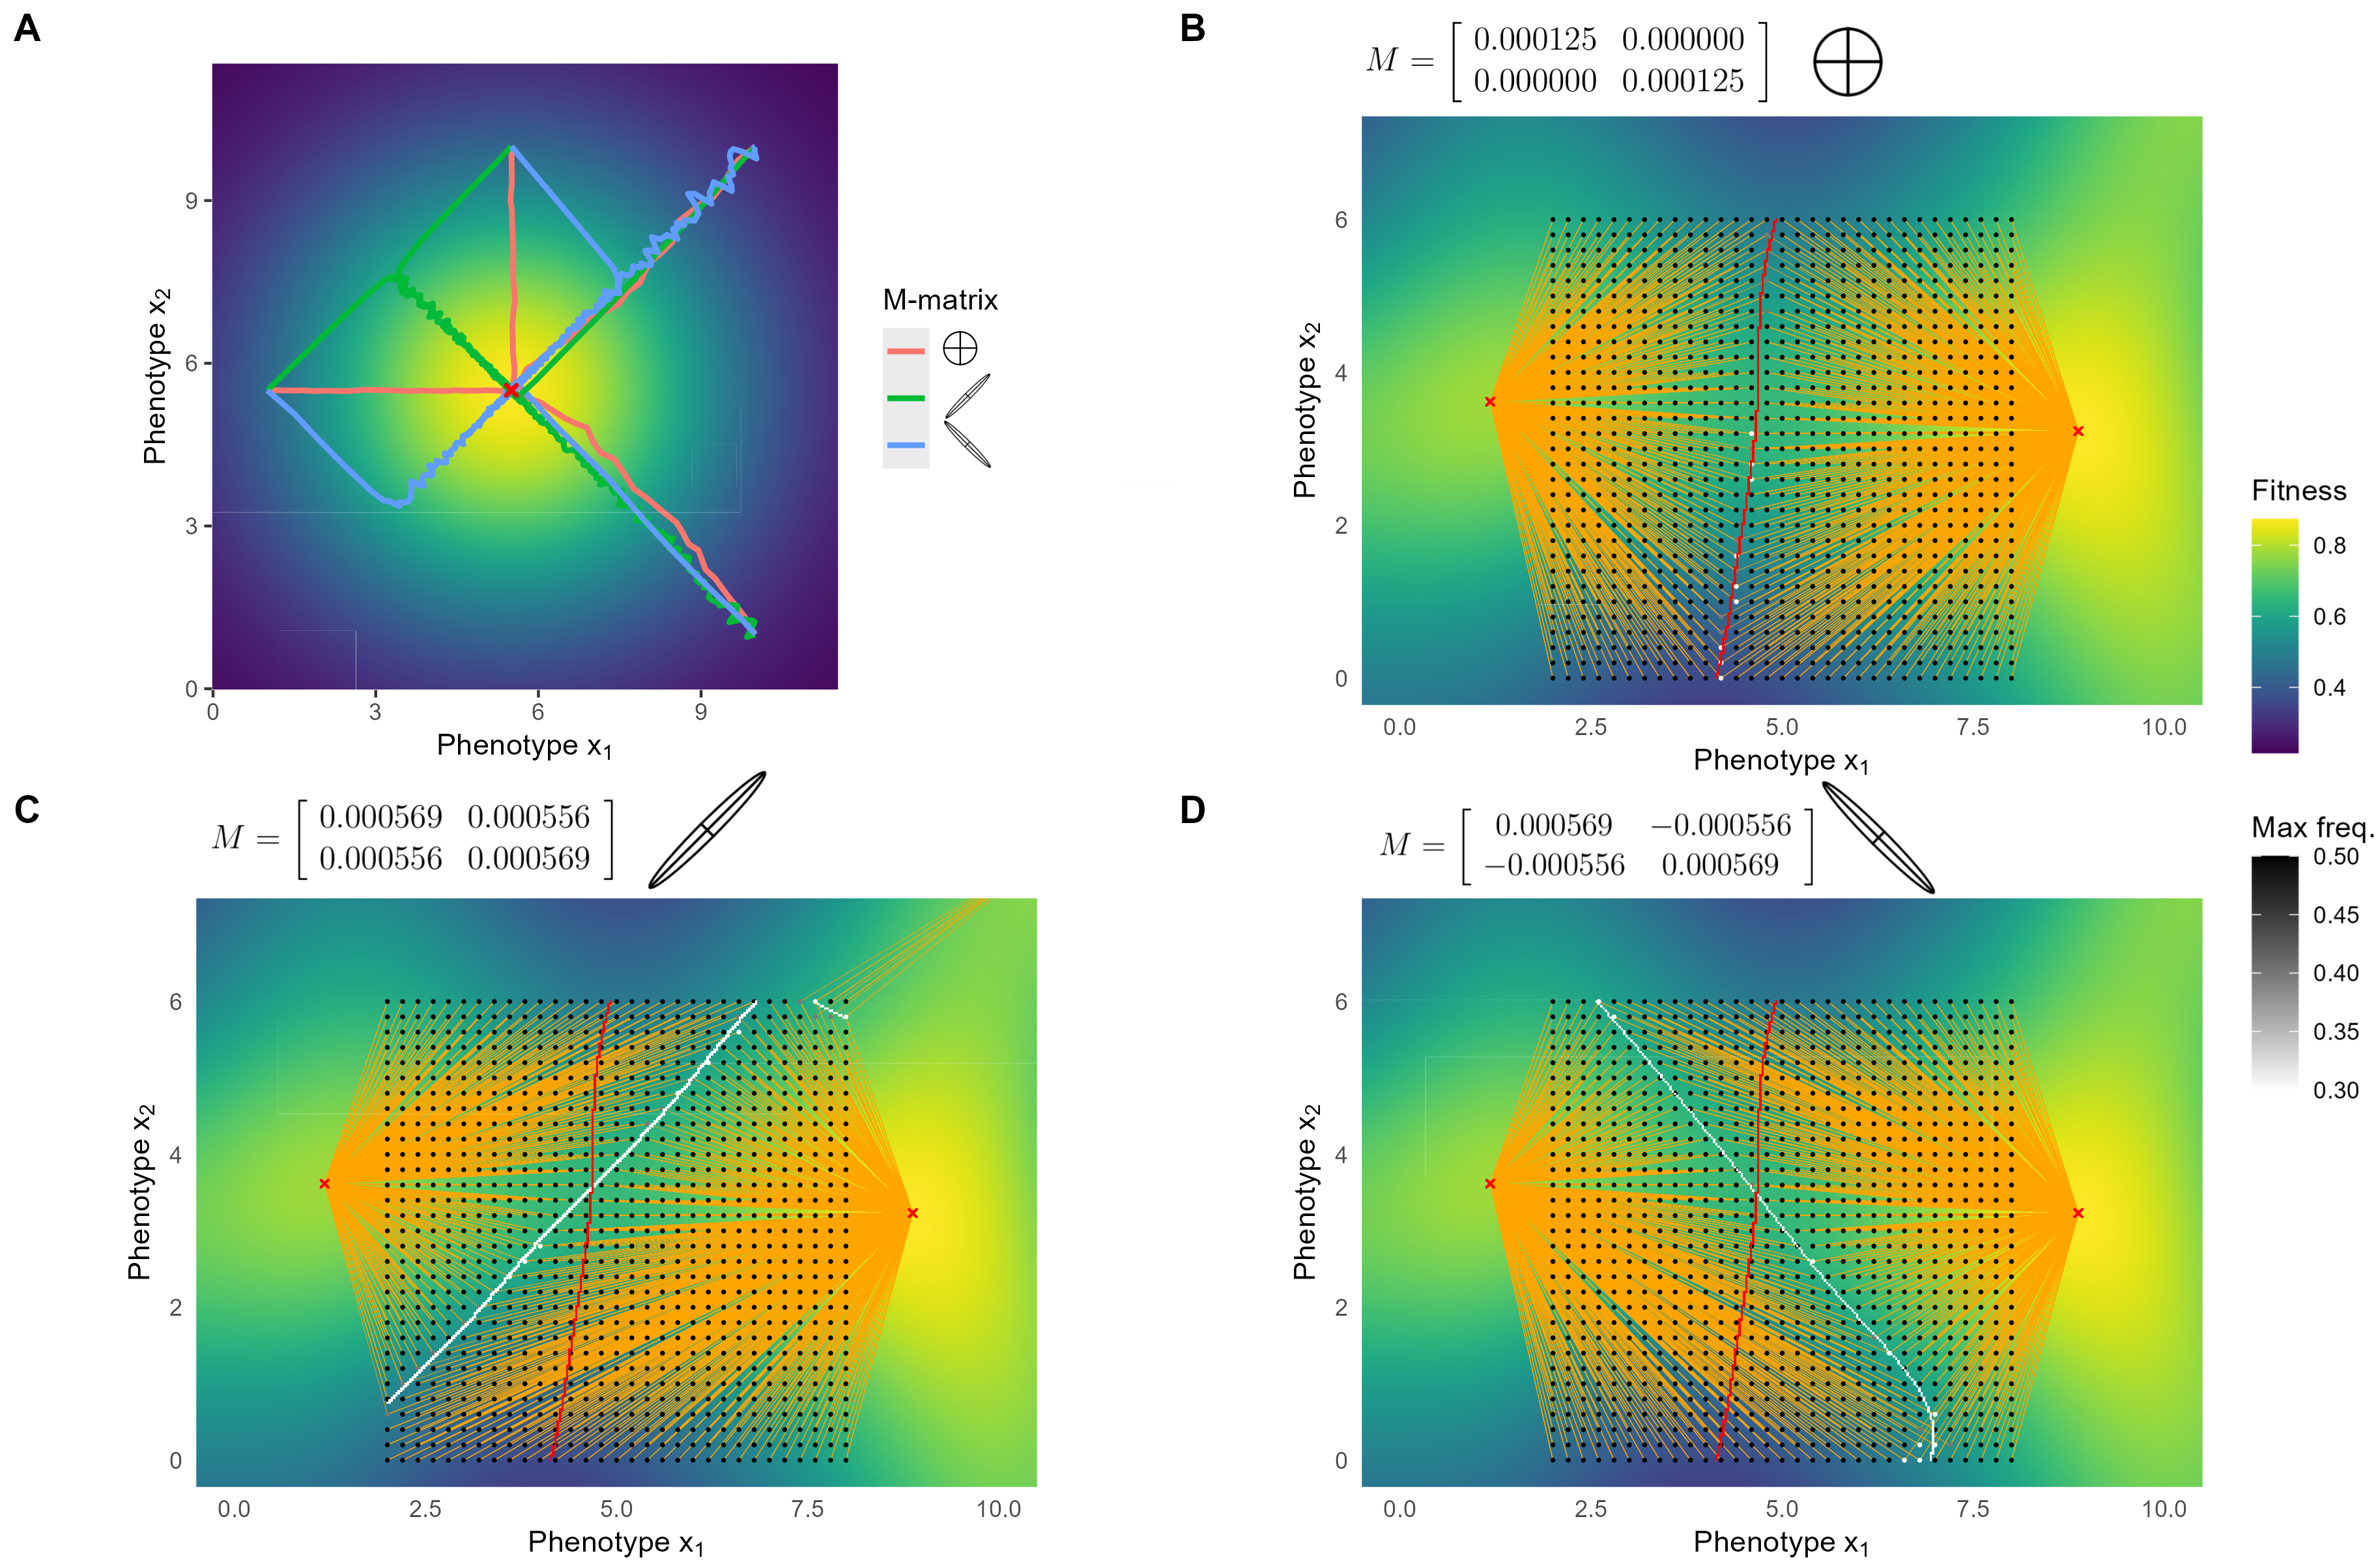 A
Phenotype x₂
9
6
3
0
0 3 6 9
Phenotype x₁
M-matrix
B
M = [ 0.000125 0.000000
0.000000 0.000125 ]
Phenotype x₂
6
4
2
0
0.0 2.5 5.0 7.5 10.0
Phenotype x₁
Fitness
0.8
0.6
0.4
C
M = [ 0.000569 0.000556
0.000556 0.000569 ]
Phenotype x₂
6
4
2
0
0.0 2.5 5.0 7.5 10.0
Phenotype x₁
D
M = [ 0.000569 −0.000556
−0.000556 0.000569 ]
Phenotype x₂
6
4
2
0
0.0 2.5 5.0 7.5 10.0
Phenotype x₁
Max freq.
0.50
0.45
0.40
0.35
0.30